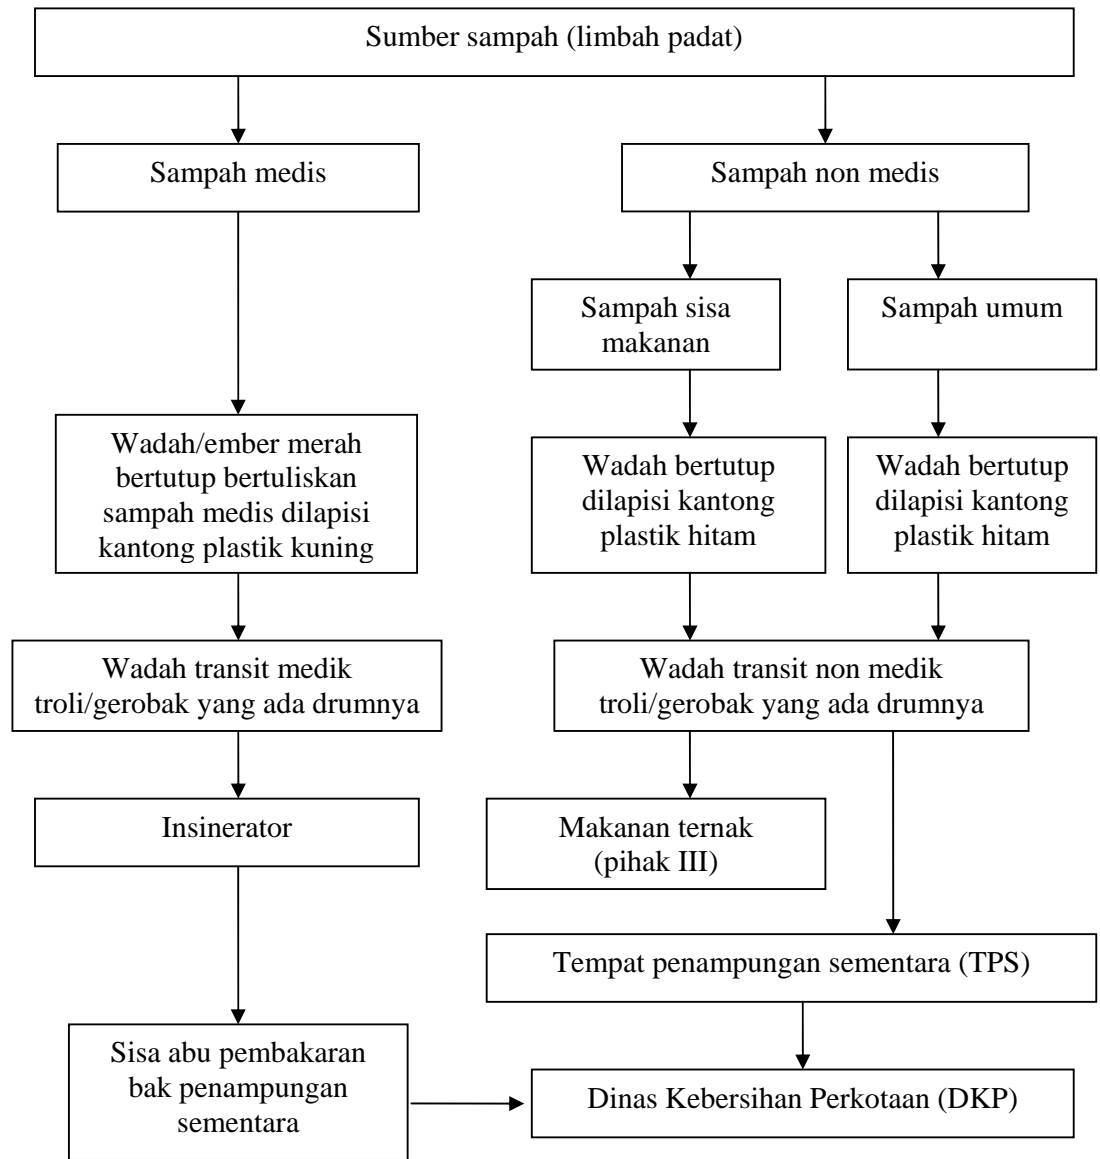 Sumber sampah (limbah padat)
Sampah medis
Sampah non medis
Sampah sisa
makanan
Sampah umum
Wadah/ember merah
bertutup bertuliskan
sampah medis dilapisi
kantong plastik kuning
Wadah bertutup
dilapisi kantong
plastik hitam
Wadah bertutup
dilapisi kantong
plastik hitam
Wadah transit medik
troli/gerobak yang ada drumnya
Wadah transit non medik
troli/gerobak yang ada drumnya
Insinerator
Makanan ternak
(pihak III)
Tempat penampungan sementara (TPS)
Sisa abu pembakaran
bak penampungan
sementara
Dinas Kebersihan Perkotaan (DKP)